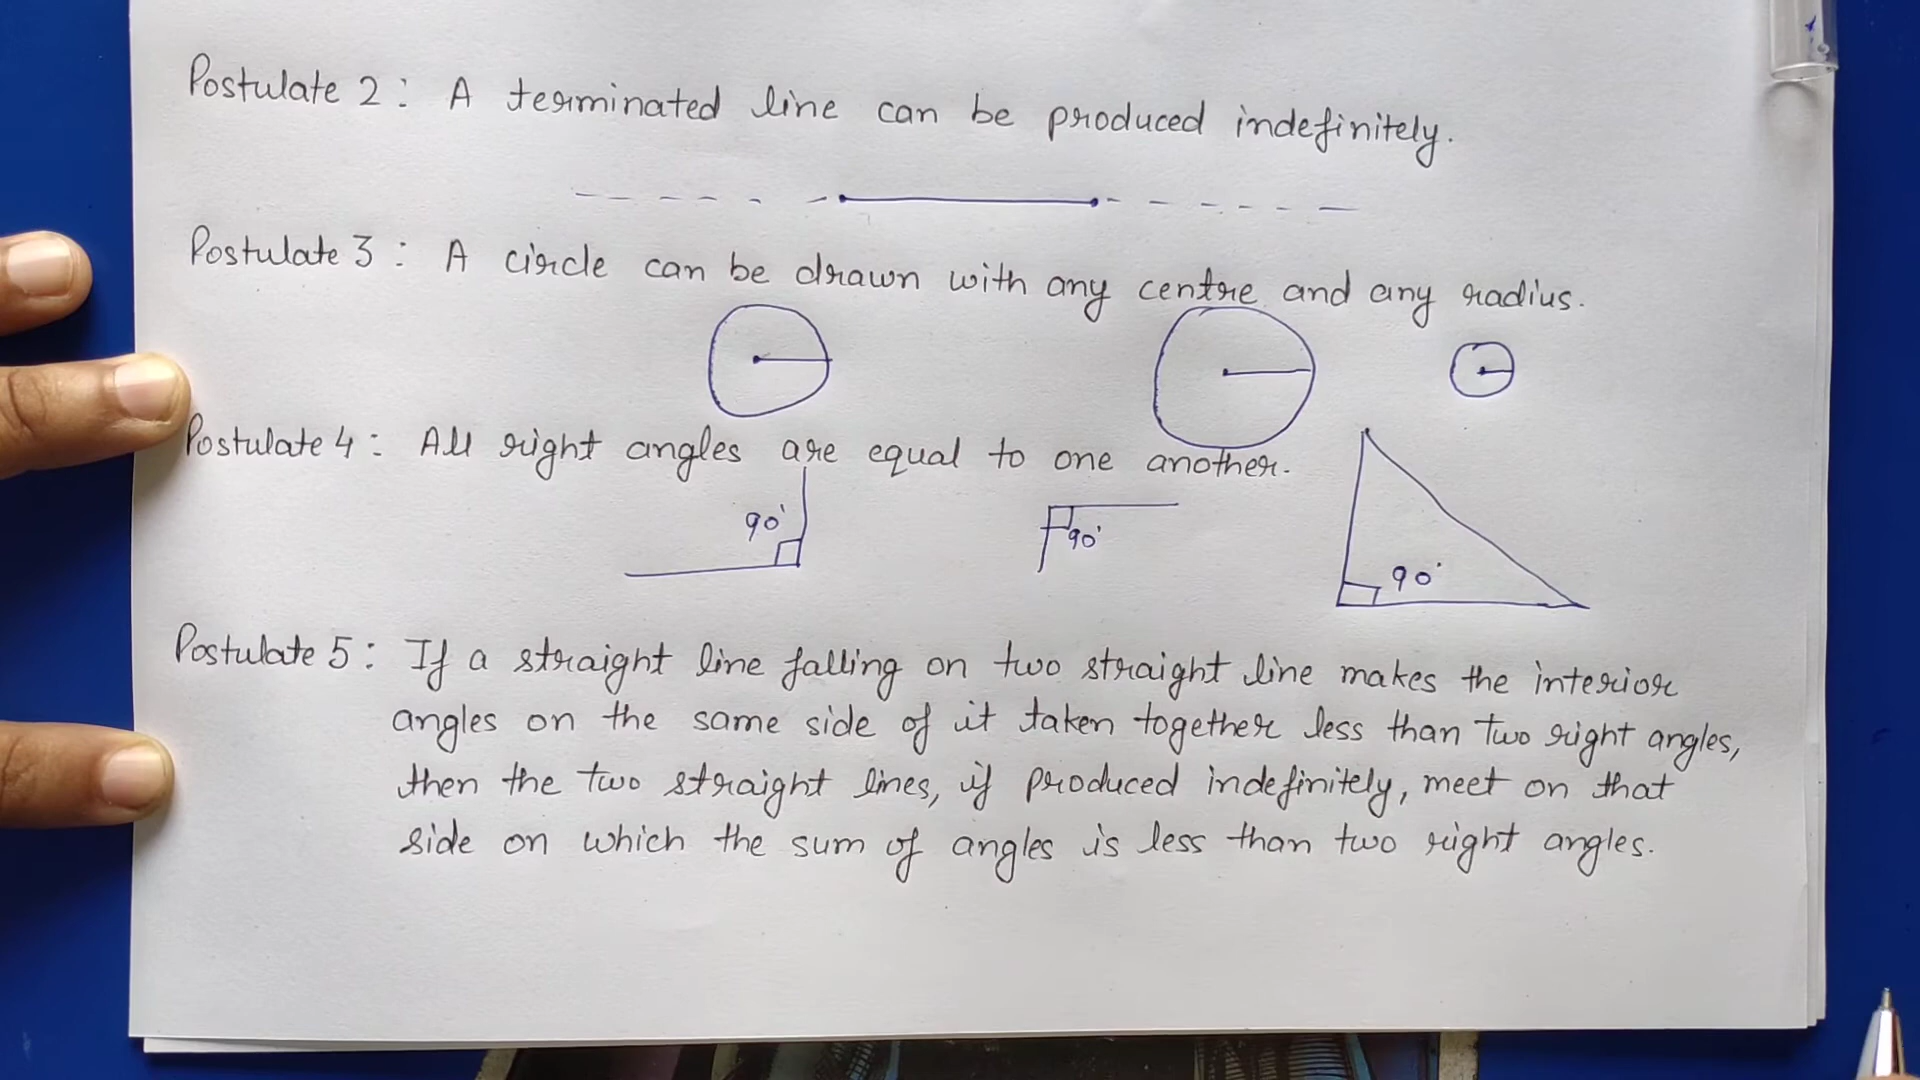 Postulate 2: A terminated line can be produced indefinitely.
Postulate 3: A circle can be drawn with any centre and any radius.
Postulate 4: All right angles are equal to one another.
90° 90° 90°
Postulate 5: If a straight line falling on two straight line makes the interior
angles on the same side of it taken together less than two right angles,
then the two straight lines, if produced indefinitely, meet on that
side on which the sum of angles is less than two right angles.